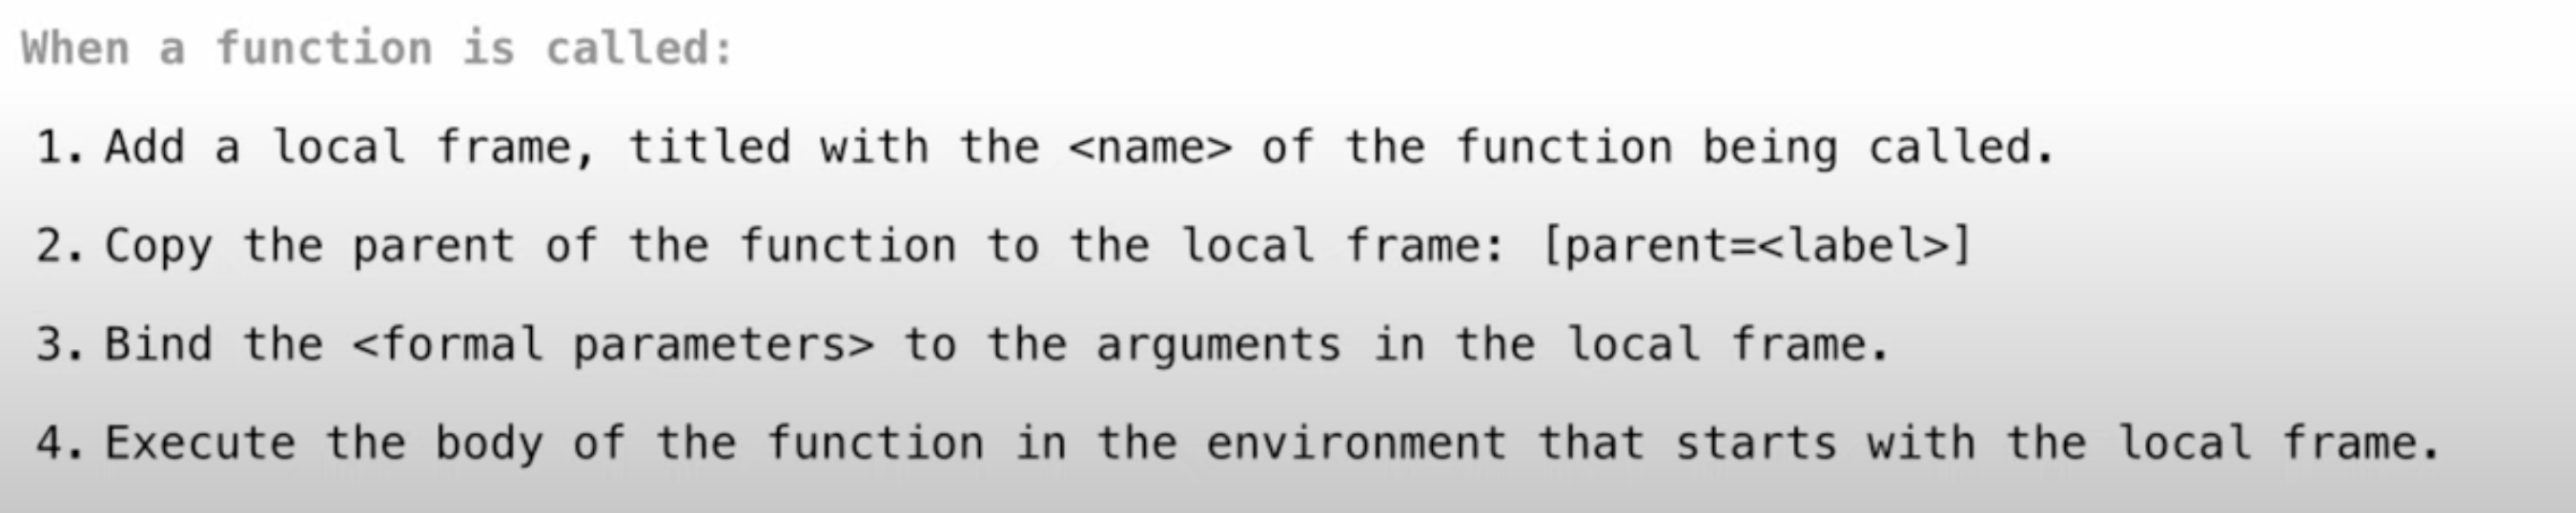 When a function is called:
1. Add a local frame, titled with the <name> of the function being called.
2. Copy the parent of the function to the local frame: [parent=<label>]
3. Bind the <formal parameters> to the arguments in the local frame.
4. Execute the body of the function in the environment that starts with the local frame.